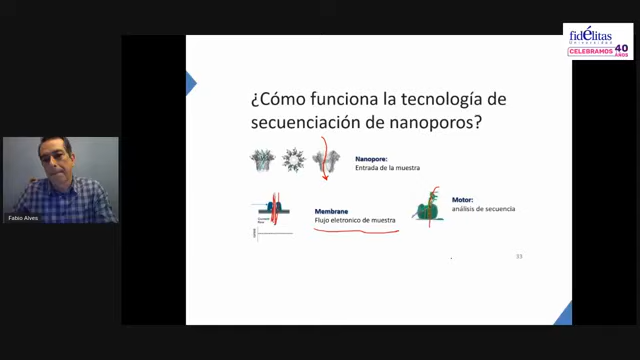 fidélitas
Universidad
CELEBRAMOS 40 AÑOS
¿Cómo funciona la tecnología de
secuenciación de nanoporos?
Nanopore:
Entrada de la muestra
Membrane
Flujo eletronico de muestra
Motor:
análisis de secuencia
33
Fabio Alves